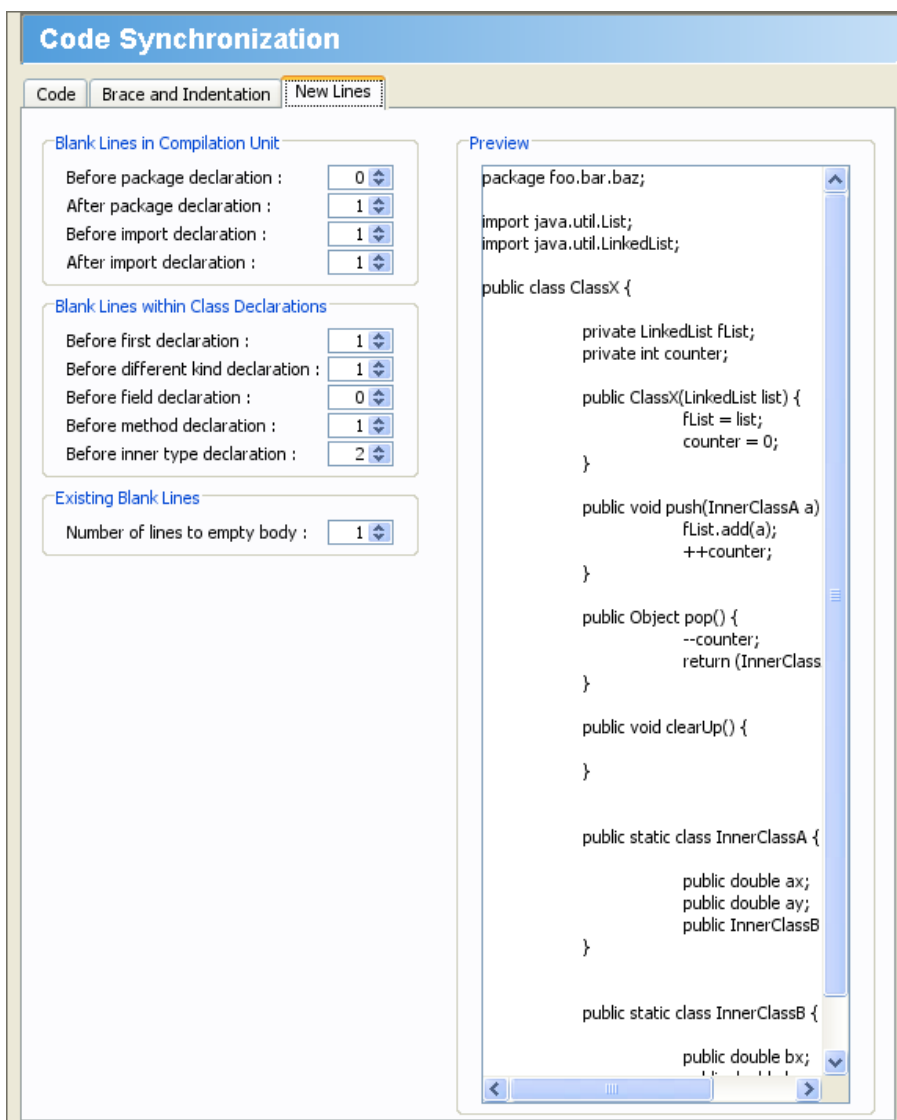 Code Synchronization
Code
Brace and Indentation
New Lines
Blank Lines in Compilation Unit
Before package declaration : 0
After package declaration : 1
Before import declaration : 1
After import declaration : 1
Blank Lines within Class Declarations
Before first declaration : 1
Before different kind declaration : 1
Before field declaration : 0
Before method declaration : 1
Before inner type declaration : 2
Existing Blank Lines
Number of lines to empty body : 1
Preview
package foo.bar.baz;
import java.util.List;
import java.util.LinkedList;
public class ClassX {
private LinkedList fList;
private int counter;
public ClassX(LinkedList list) {
fList = list;
counter = 0;
}
public void push(InnerClassA a)
fList.add(a);
++counter;
}
public Object pop() {
--counter;
return (InnerClass
}
public void clearUp() {
}
public static class InnerClassA {
public double ax;
public double ay;
public InnerClassB
}
public static class InnerClassB {
public double bx;